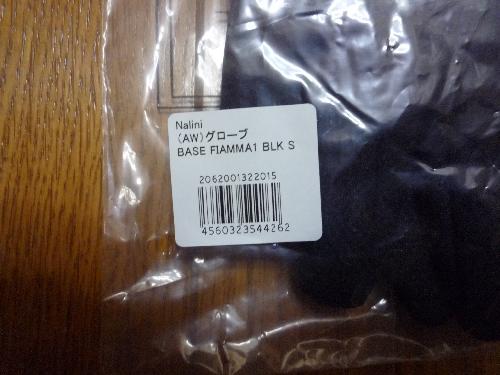 Nalini
(AW)グローブ
BASE FIAMMA1 BLK S
2062001322015
4560323544262